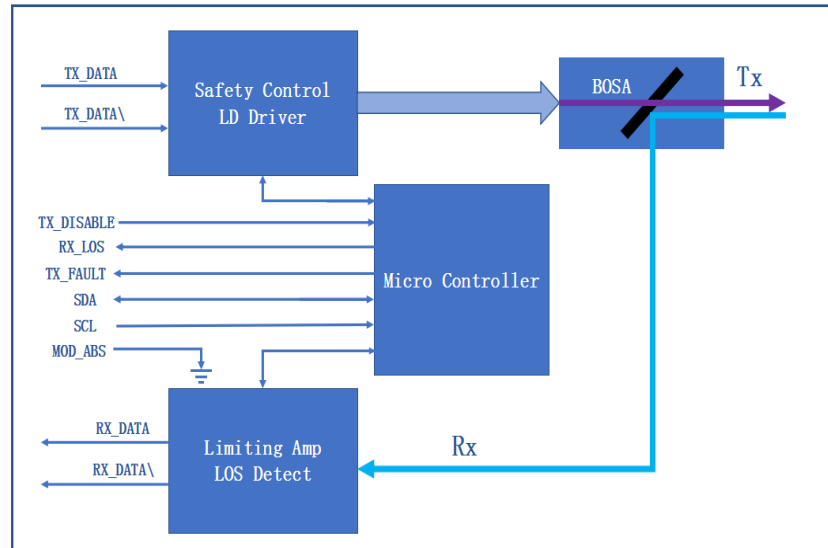 TX_DATA
TX_DATA\
Safety Control
LD Driver
BOSA
Tx
TX_DISABLE
RX_LOS
TX_FAULT
SDA
SCL
MOD_ABS
Micro Controller
RX_DATA
RX_DATA\
Limiting Amp
LOS Detect
Rx